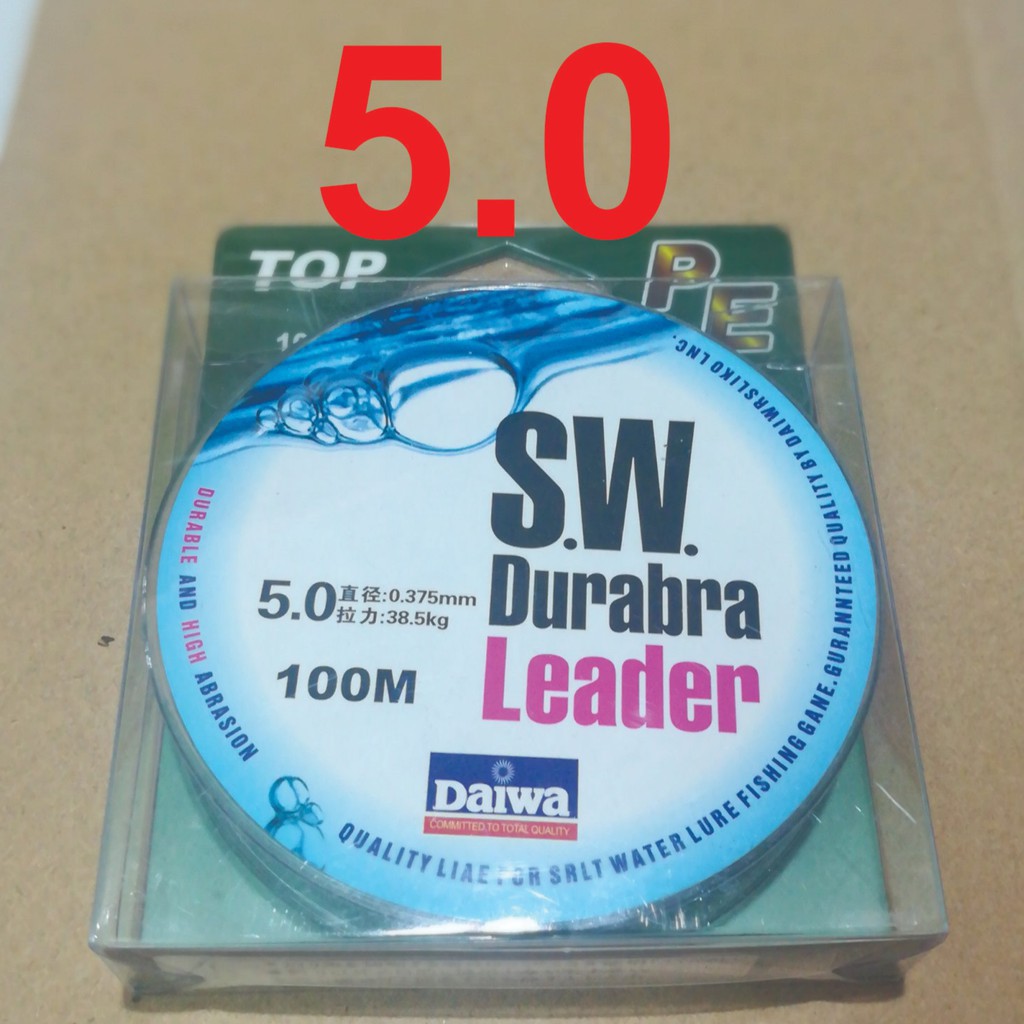 5.0
TOP
PE
S.W.
Durabra
Leader
5.0 直径:0.375mm
拉力:38.5kg
100M
Daiwa
COMMITTED.TO TOTAL QUALITY
DURABLE AND HIGH ABRASION
QUALITY LIAE FOR SRLT WATER LURE FISHING GANE. GURANNTEED QUALITY BY DAIWRSLIKO LNC.